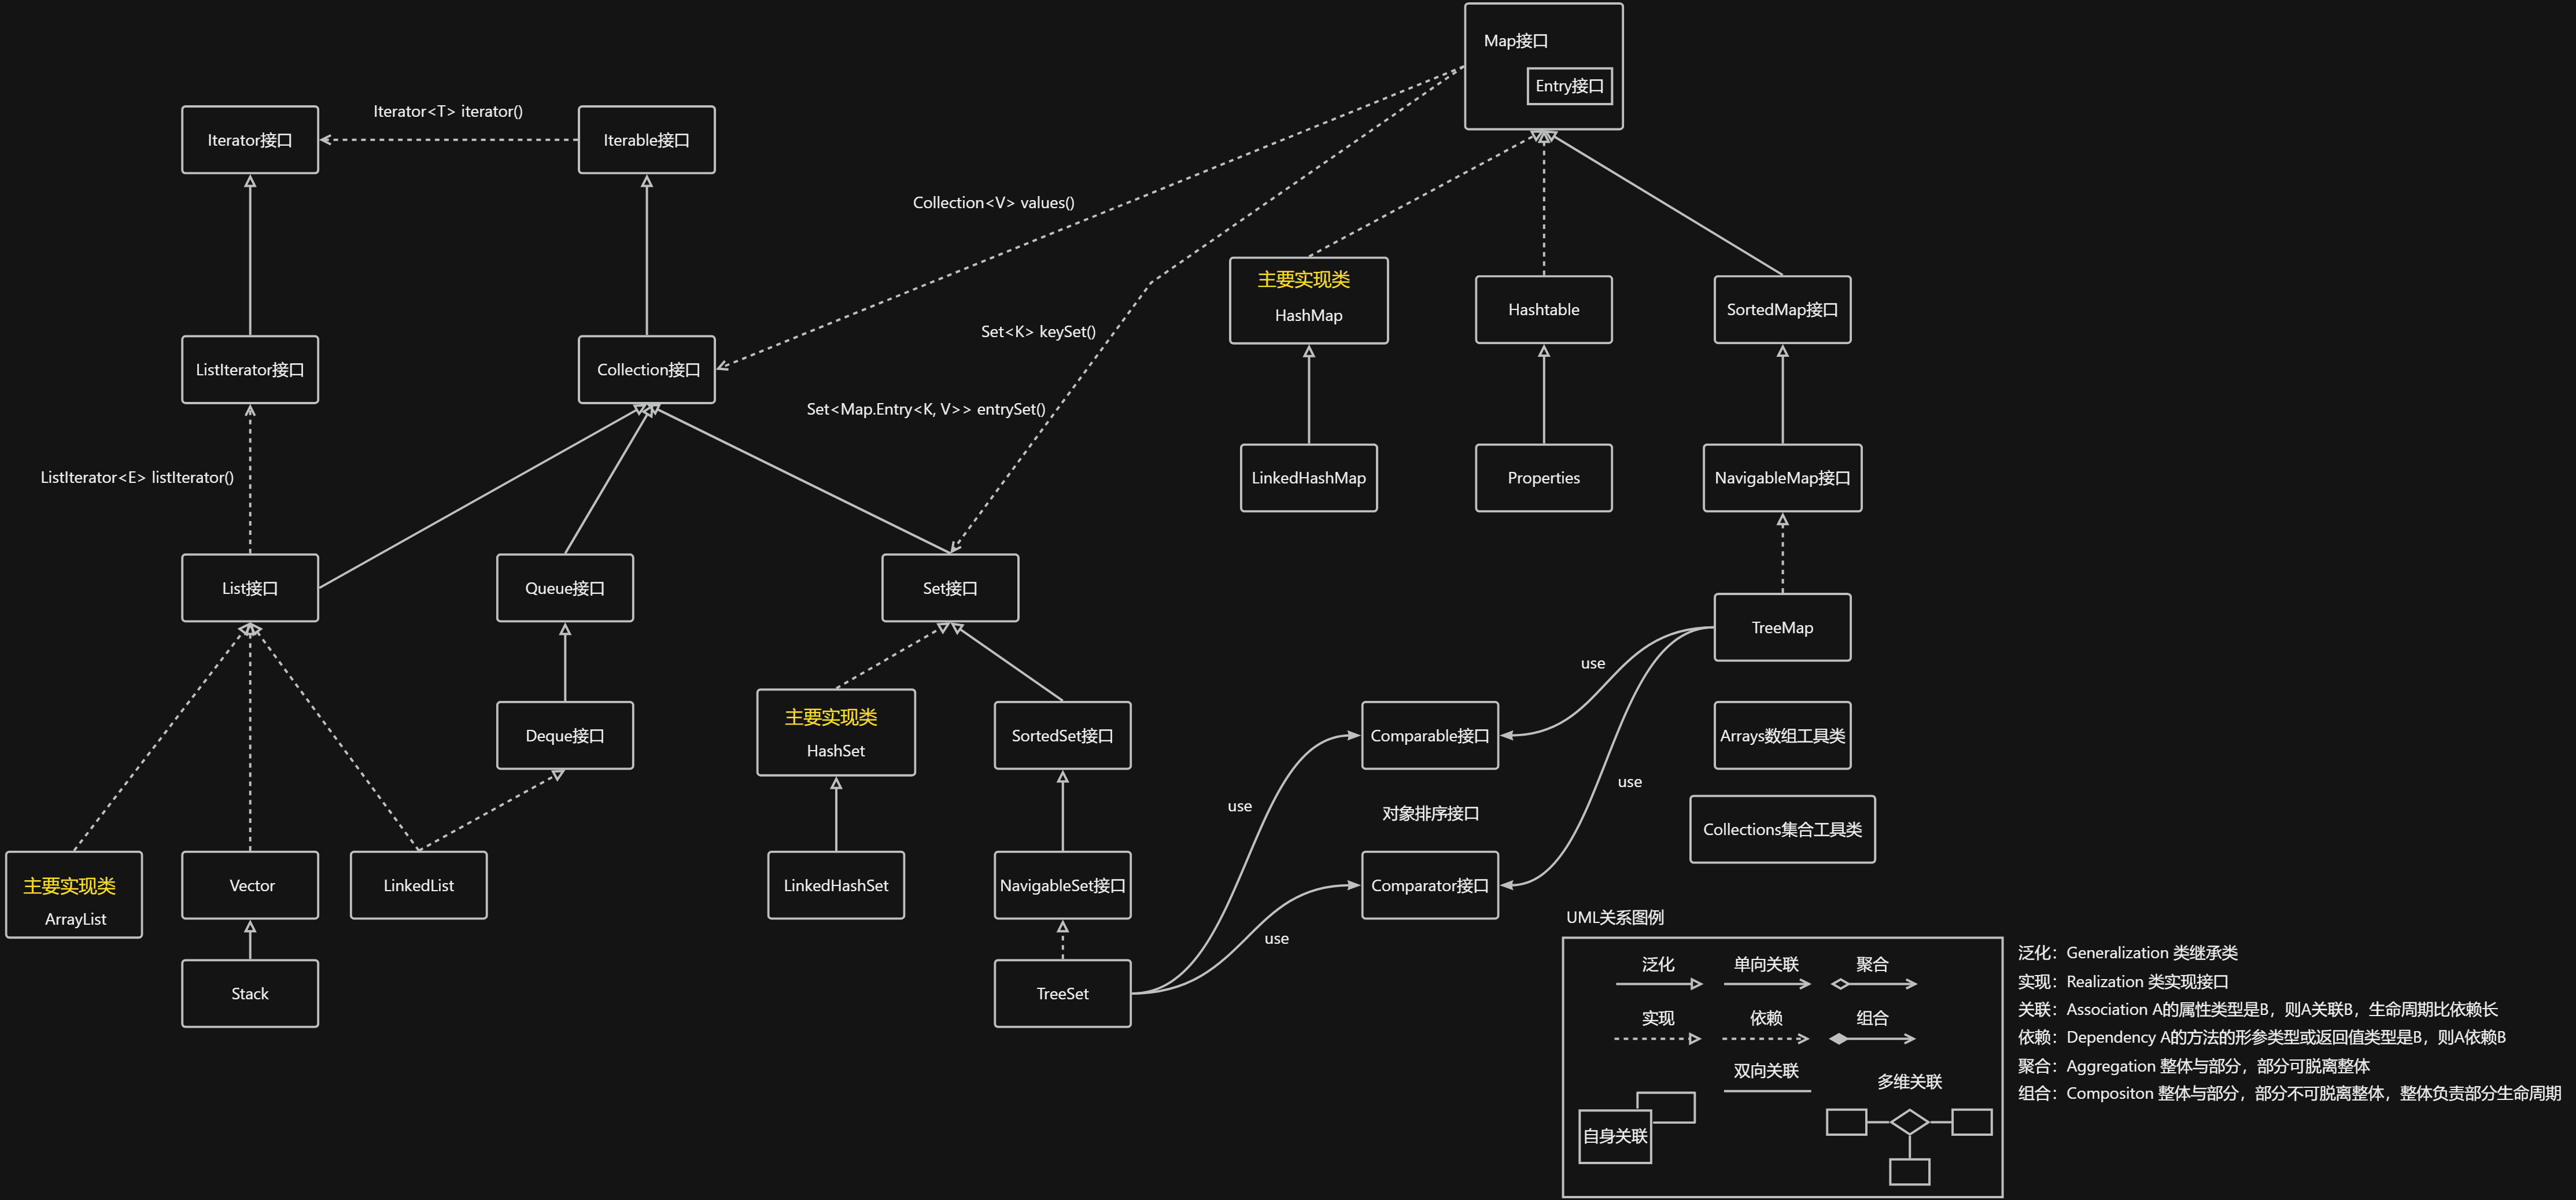 Map接口
Entry接口
Iterator接口
Iterator<T> iterator()
Iterable接口
Collection<V> values()
主要实现类
HashMap
Hashtable
SortedMap接口
Set<K> keySet()
ListIterator接口
Collection接口
Set<Map.Entry<K, V>> entrySet()
ListIterator<E> listIterator()
LinkedHashMap
Properties
NavigableMap接口
List接口
Queue接口
Set接口
TreeMap
use
主要实现类
HashSet
Deque接口
SortedSet接口
Comparable接口
Arrays数组工具类
use
use
对象排序接口
Collections集合工具类
主要实现类
ArrayList
Vector
LinkedList
LinkedHashSet
NavigableSet接口
Comparator接口
use
Stack
TreeSet
UML关系图例
泛化
单向关联
聚合
实现
依赖
组合
双向关联
多维关联
自身关联
泛化：Generalization 类继承类
实现：Realization 类实现接口
关联：Association A的属性类型是B，则A关联B，生命周期比依赖长
依赖：Dependency A的方法的形参类型或返回值类型是B，则A依赖B
聚合：Aggregation 整体与部分，部分可脱离整体
组合：Compositon 整体与部分，部分不可脱离整体，整体负责部分生命周期